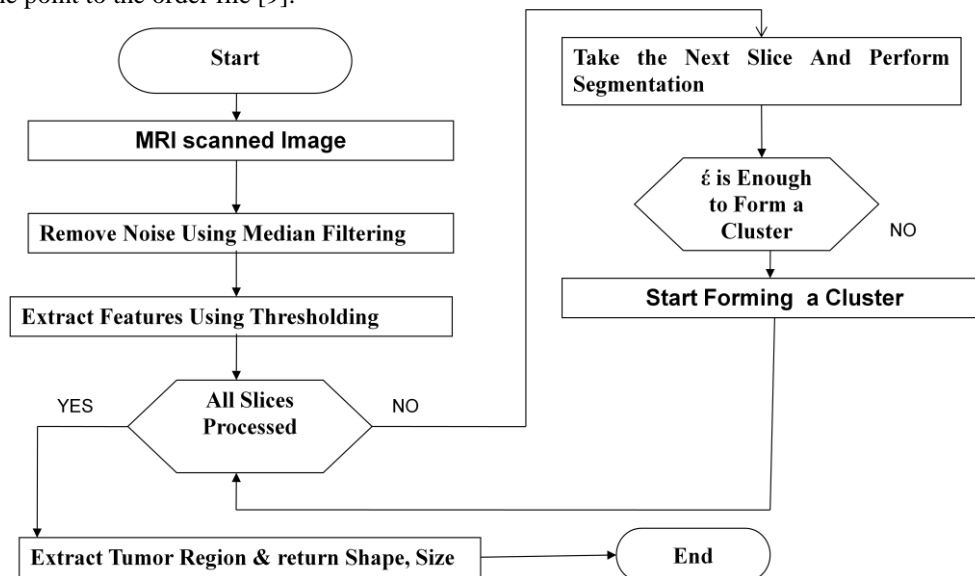 e point to the order file [9].
Start
MRI scanned Image
Remove Noise Using Median Filtering
Extract Features Using Thresholding
YES
All Slices
Processed
NO
Take the Next Slice And Perform
Segmentation
έ is Enough
to Form a
Cluster
NO
Start Forming a Cluster
Extract Tumor Region & return Shape, Size
End